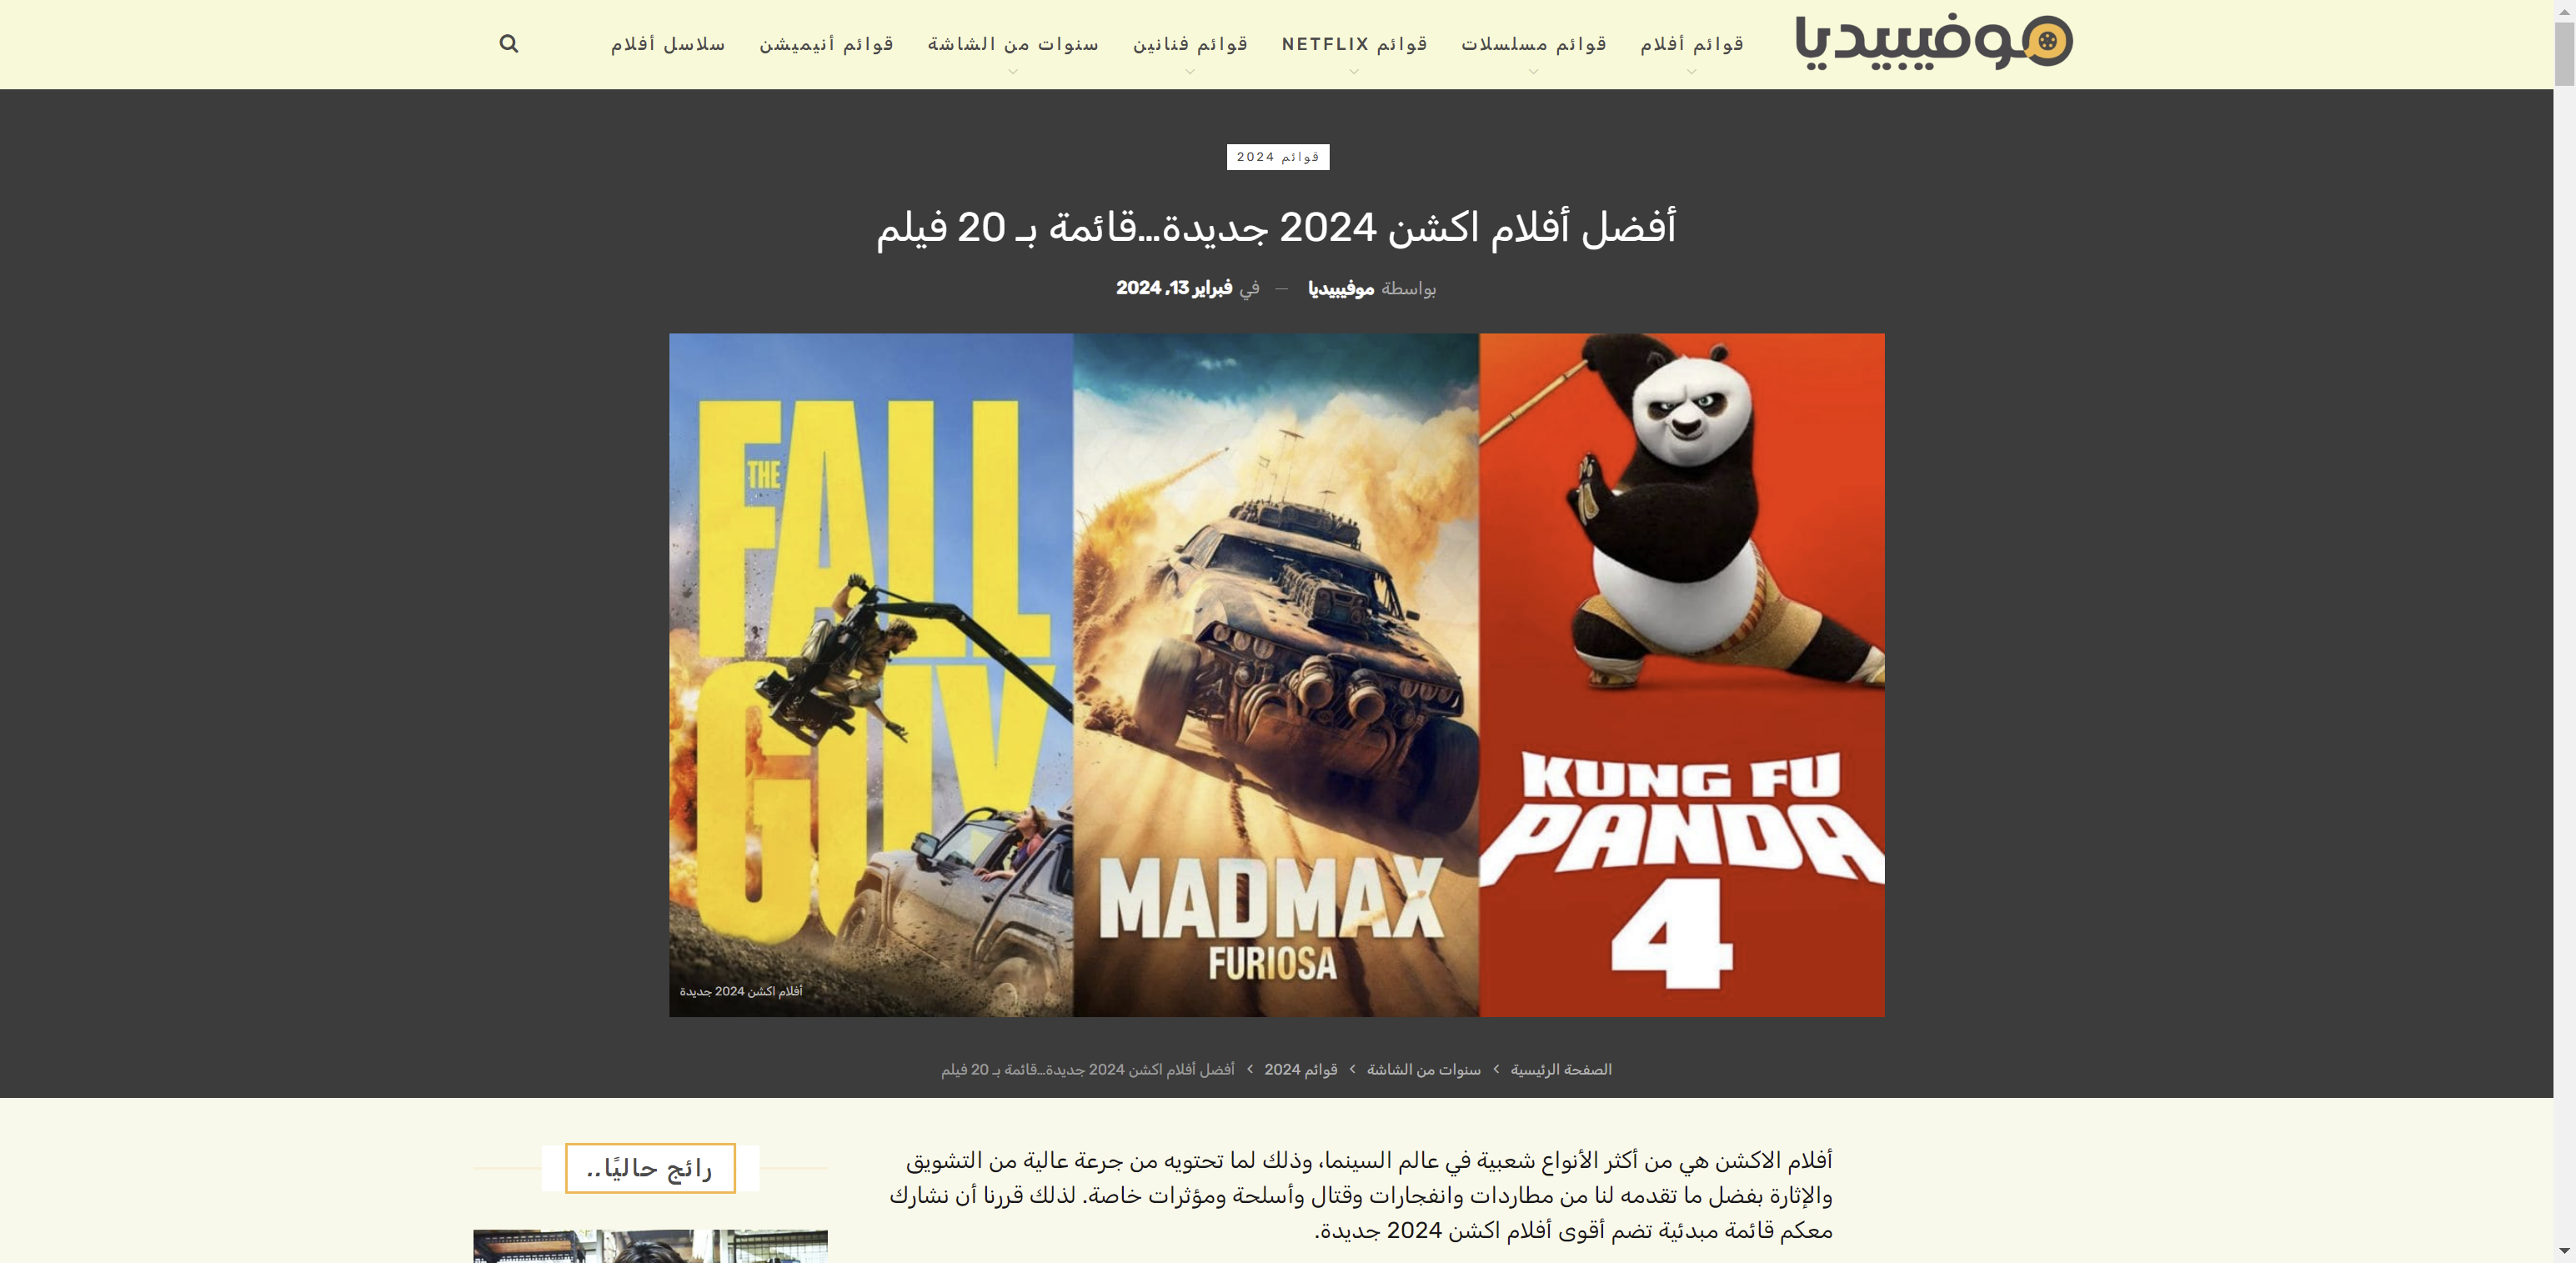 موفيبيديا
قوائم أفلام
قوائم مسلسلات
قوائم NETFLIX
قوائم فنانين
سنوات من الشاشة
قوائم أنيميشن
سلاسل أفلام
قوائم 2024
أفضل أفلام اكشن 2024 جديدة...قائمة بـ 20 فيلم
بواسطة موفيبيديا — في فبراير 13, 2024
KUNG FU
PANDA
4
MADMAX
FURIOSA
THE
FALL
GUY
أفلام اكشن 2024 جديدة
الصفحة الرئيسية › سنوات من الشاشة › قوائم 2024 › أفضل أفلام اكشن 2024 جديدة...قائمة بـ 20 فيلم
أفلام الاكشن هي من أكثر الأنواع شعبية في عالم السينما، وذلك لما تحتويه من جرعة عالية من التشويق
والإثارة بفضل ما تقدمه لنا من مطاردات وانفجارات وقتال وأسلحة ومؤثرات خاصة. لذلك قررنا أن نشارك
معكم قائمة مبدئية تضم أقوى أفلام اكشن 2024 جديدة.
رائج حاليًا..